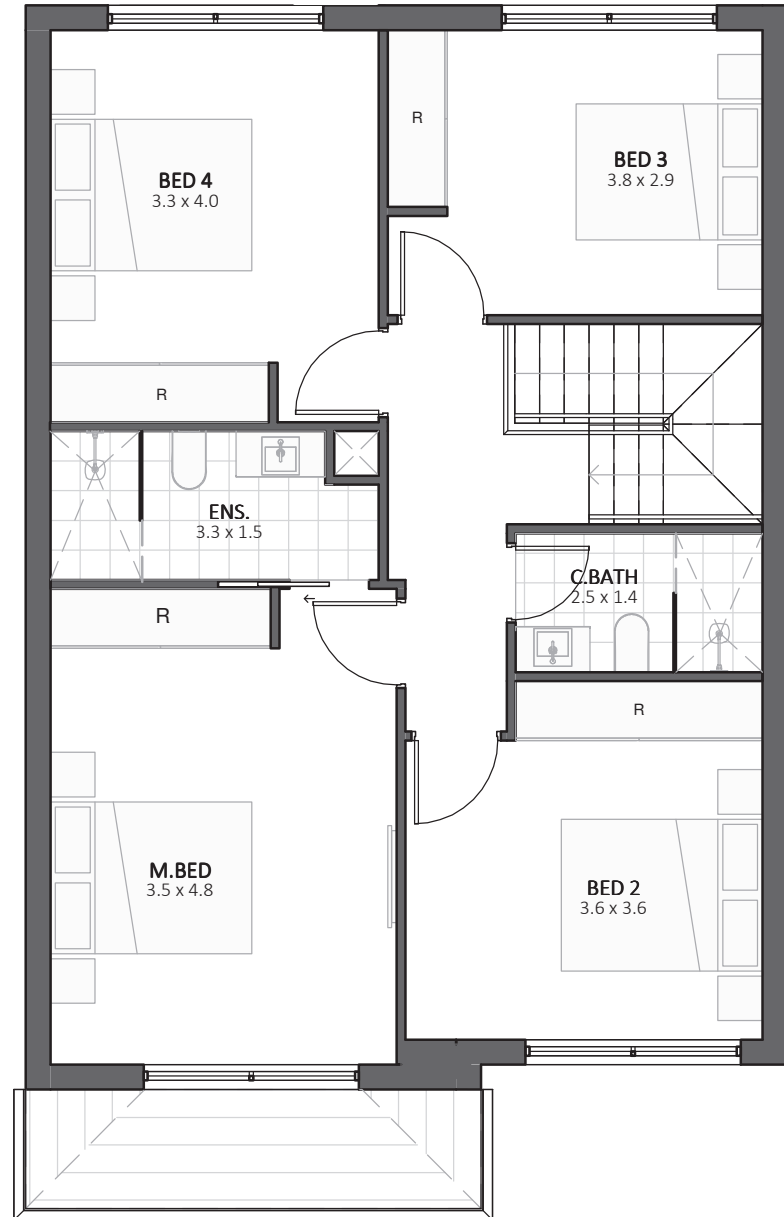 BED 4
3.3 x 4.0
R
BED 3
3.8 x 2.9
R
ENS.
3.3 x 1.5
C.BATH
2.5 x 1.4
R
R
M.BED
3.5 x 4.8
BED 2
3.6 x 3.6